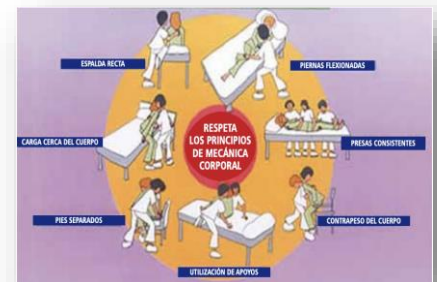 ESPALDA RECTA
PIERNAS FLEXIONADAS
CARGA CERCA DEL CUERPO
RESPETA
LOS PRINCIPIOS
DE MECÁNICA
CORPORAL
PRESAS CONSISTENTES
PIES SEPARADOS
CONTRAPESO DEL CUERPO
UTILIZACIÓN DE APOYOS